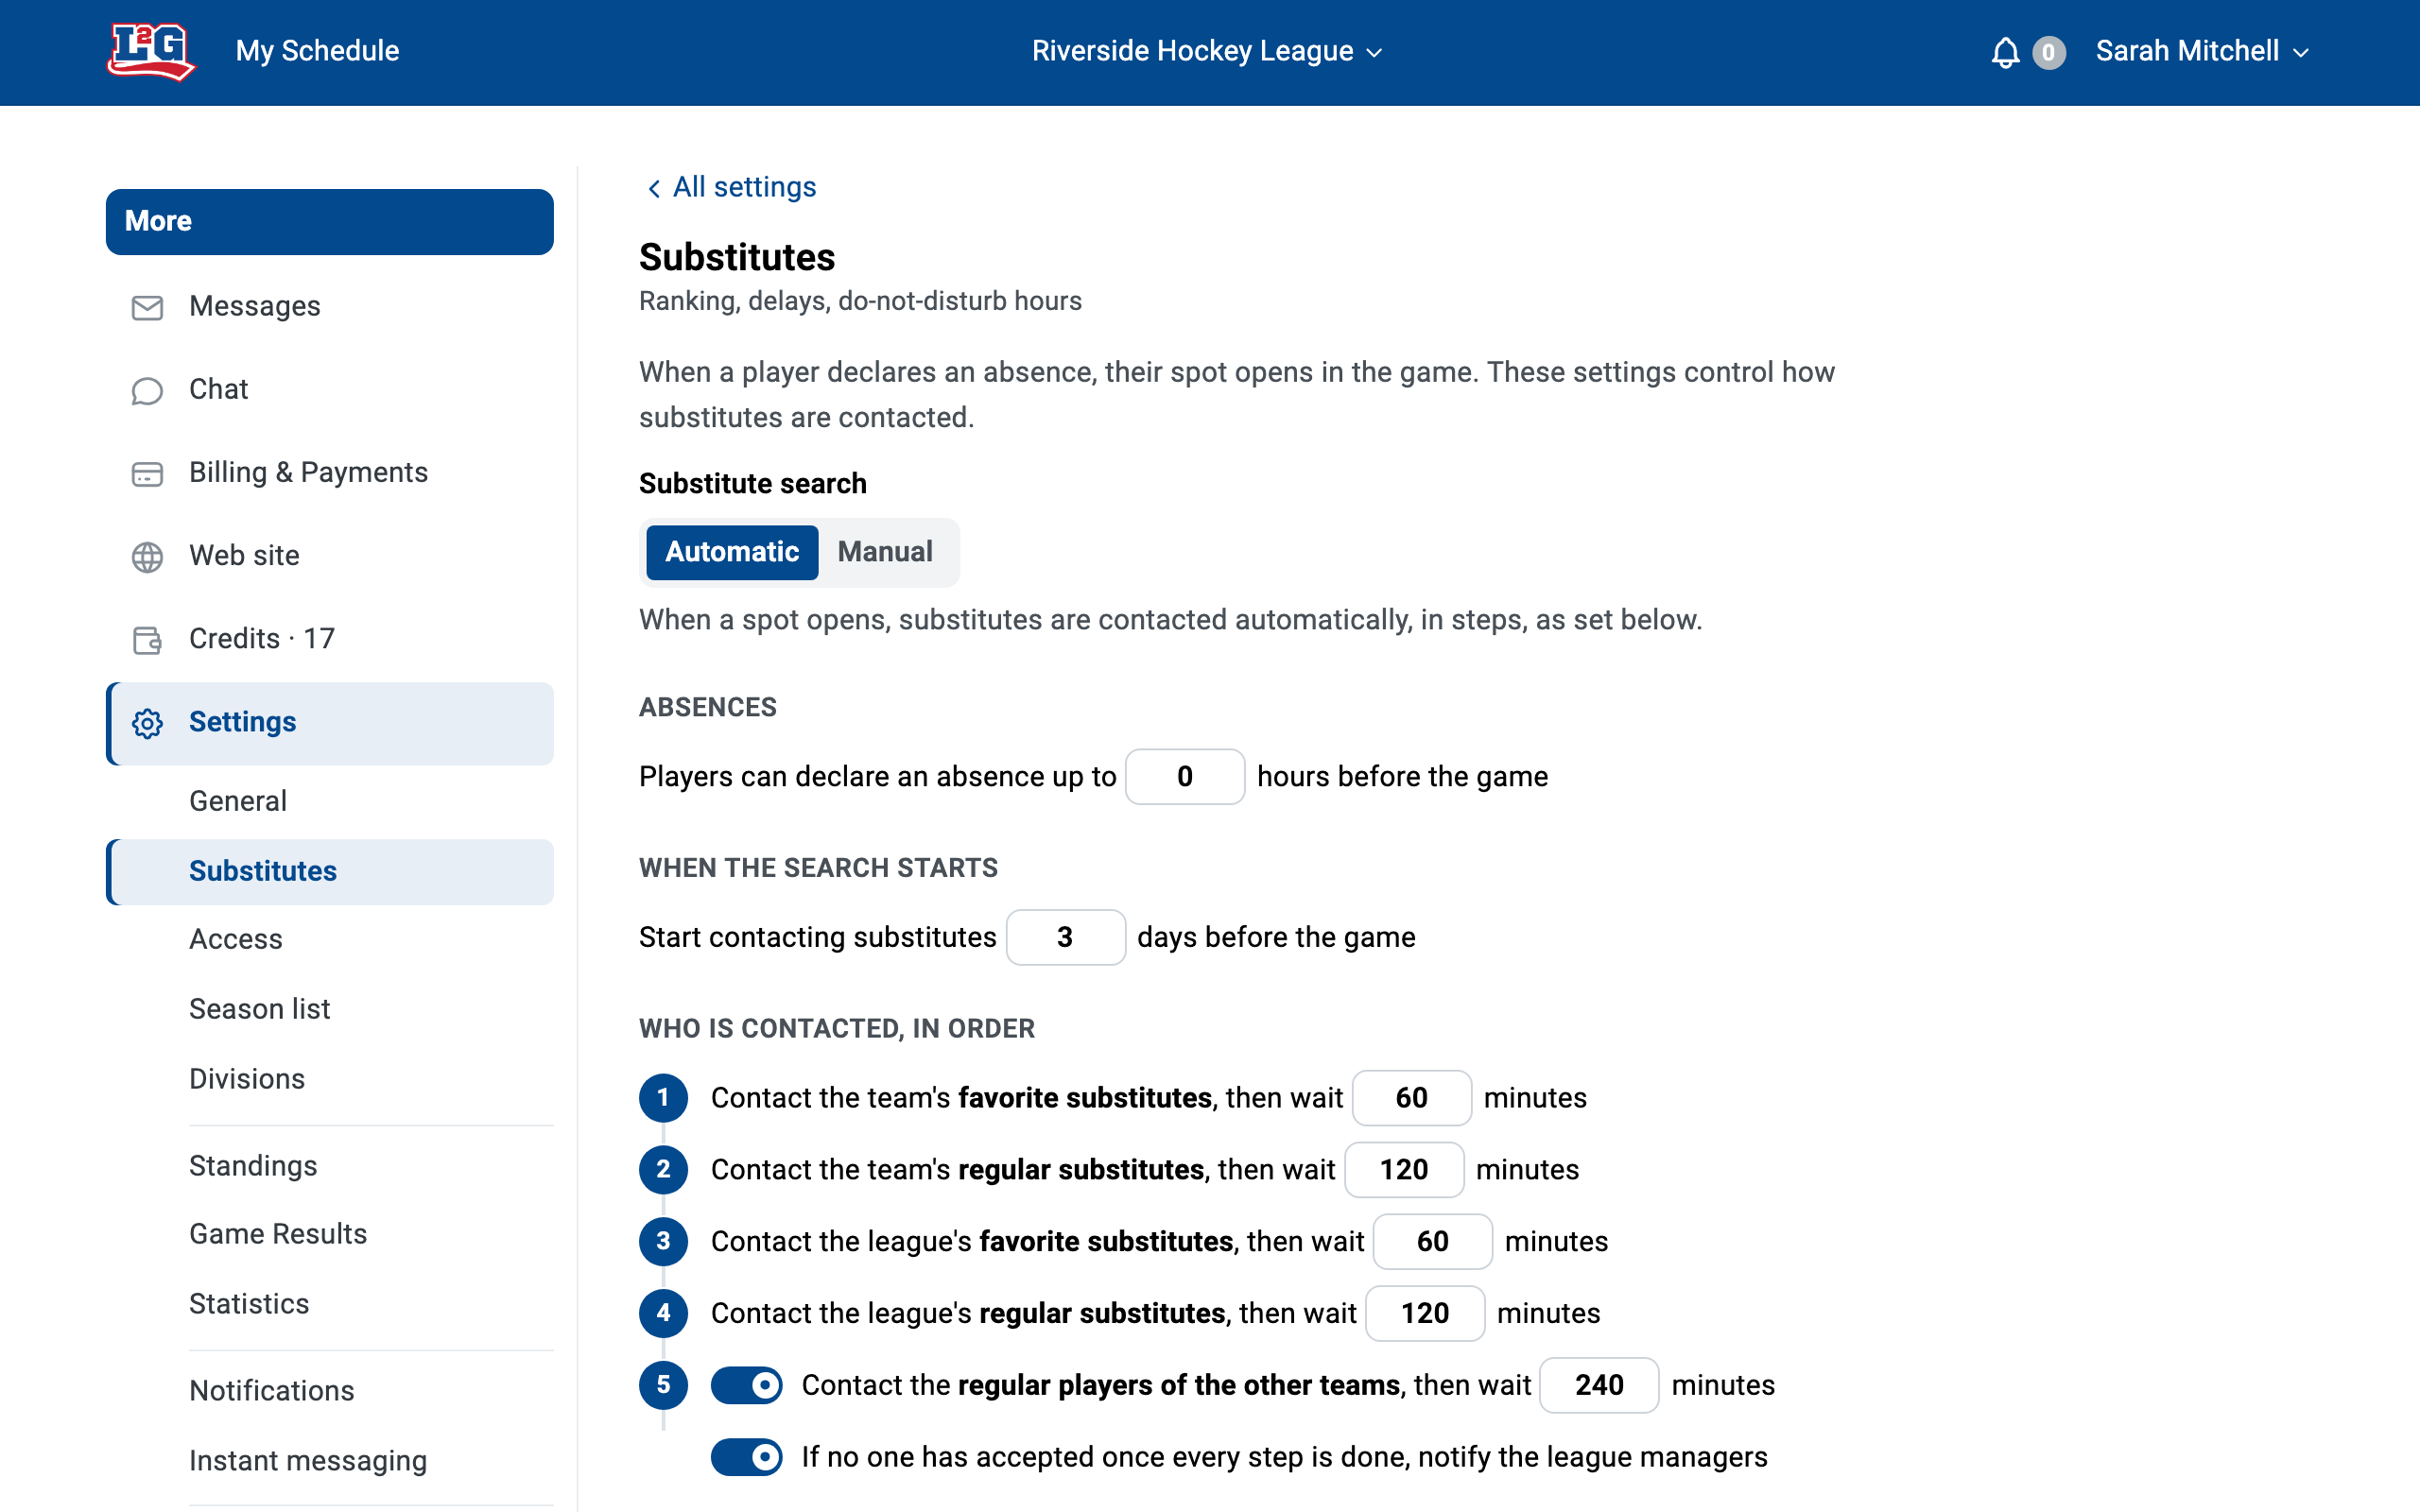 L2G
My Schedule
Riverside Hockey League
0
Sarah Mitchell
More
Messages
Chat
Billing & Payments
Web site
Credits · 17
Settings
General
Substitutes
Access
Season list
Divisions
Standings
Game Results
Statistics
Notifications
Instant messaging
All settings
Substitutes
Ranking, delays, do-not-disturb hours
When a player declares an absence, their spot opens in the game. These settings control how
substitutes are contacted.
Substitute search
Automatic Manual
When a spot opens, substitutes are contacted automatically, in steps, as set below.
ABSENCES
Players can declare an absence up to 0 hours before the game
WHEN THE SEARCH STARTS
Start contacting substitutes 3 days before the game
WHO IS CONTACTED, IN ORDER
1 Contact the team's favorite substitutes, then wait 60 minutes
2 Contact the team's regular substitutes, then wait 120 minutes
3 Contact the league's favorite substitutes, then wait 60 minutes
4 Contact the league's regular substitutes, then wait 120 minutes
5 Contact the regular players of the other teams, then wait 240 minutes
If no one has accepted once every step is done, notify the league managers